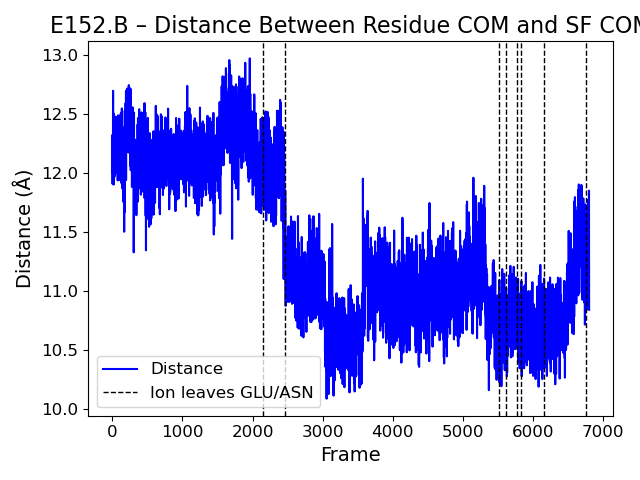 E152.B – Distance Between Residue COM and SF COM
Distance (Å)
13.0
12.5
12.0
11.5
11.0
10.5
10.0
Distance
Ion leaves GLU/ASN
0 1000 2000 3000 4000 5000 6000 7000
Frame